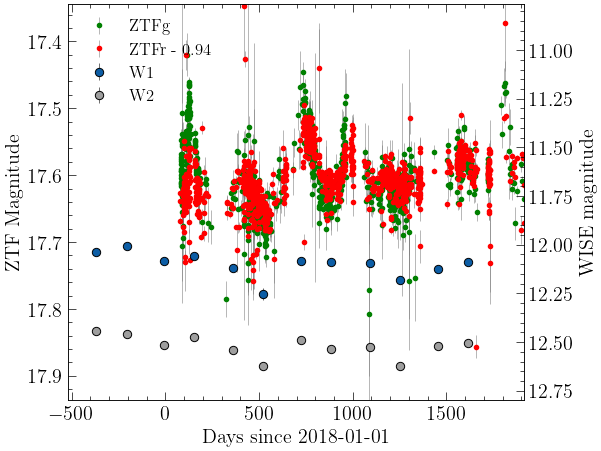 ZTFg
ZTFr - 0.94
W1
W2
17.4
17.5
17.6
17.7
17.8
17.9
ZTF Magnitude
11.00
11.25
11.50
11.75
12.00
12.25
12.50
12.75
WISE magnitude
−500
0
500
1000
1500
Days since 2018-01-01